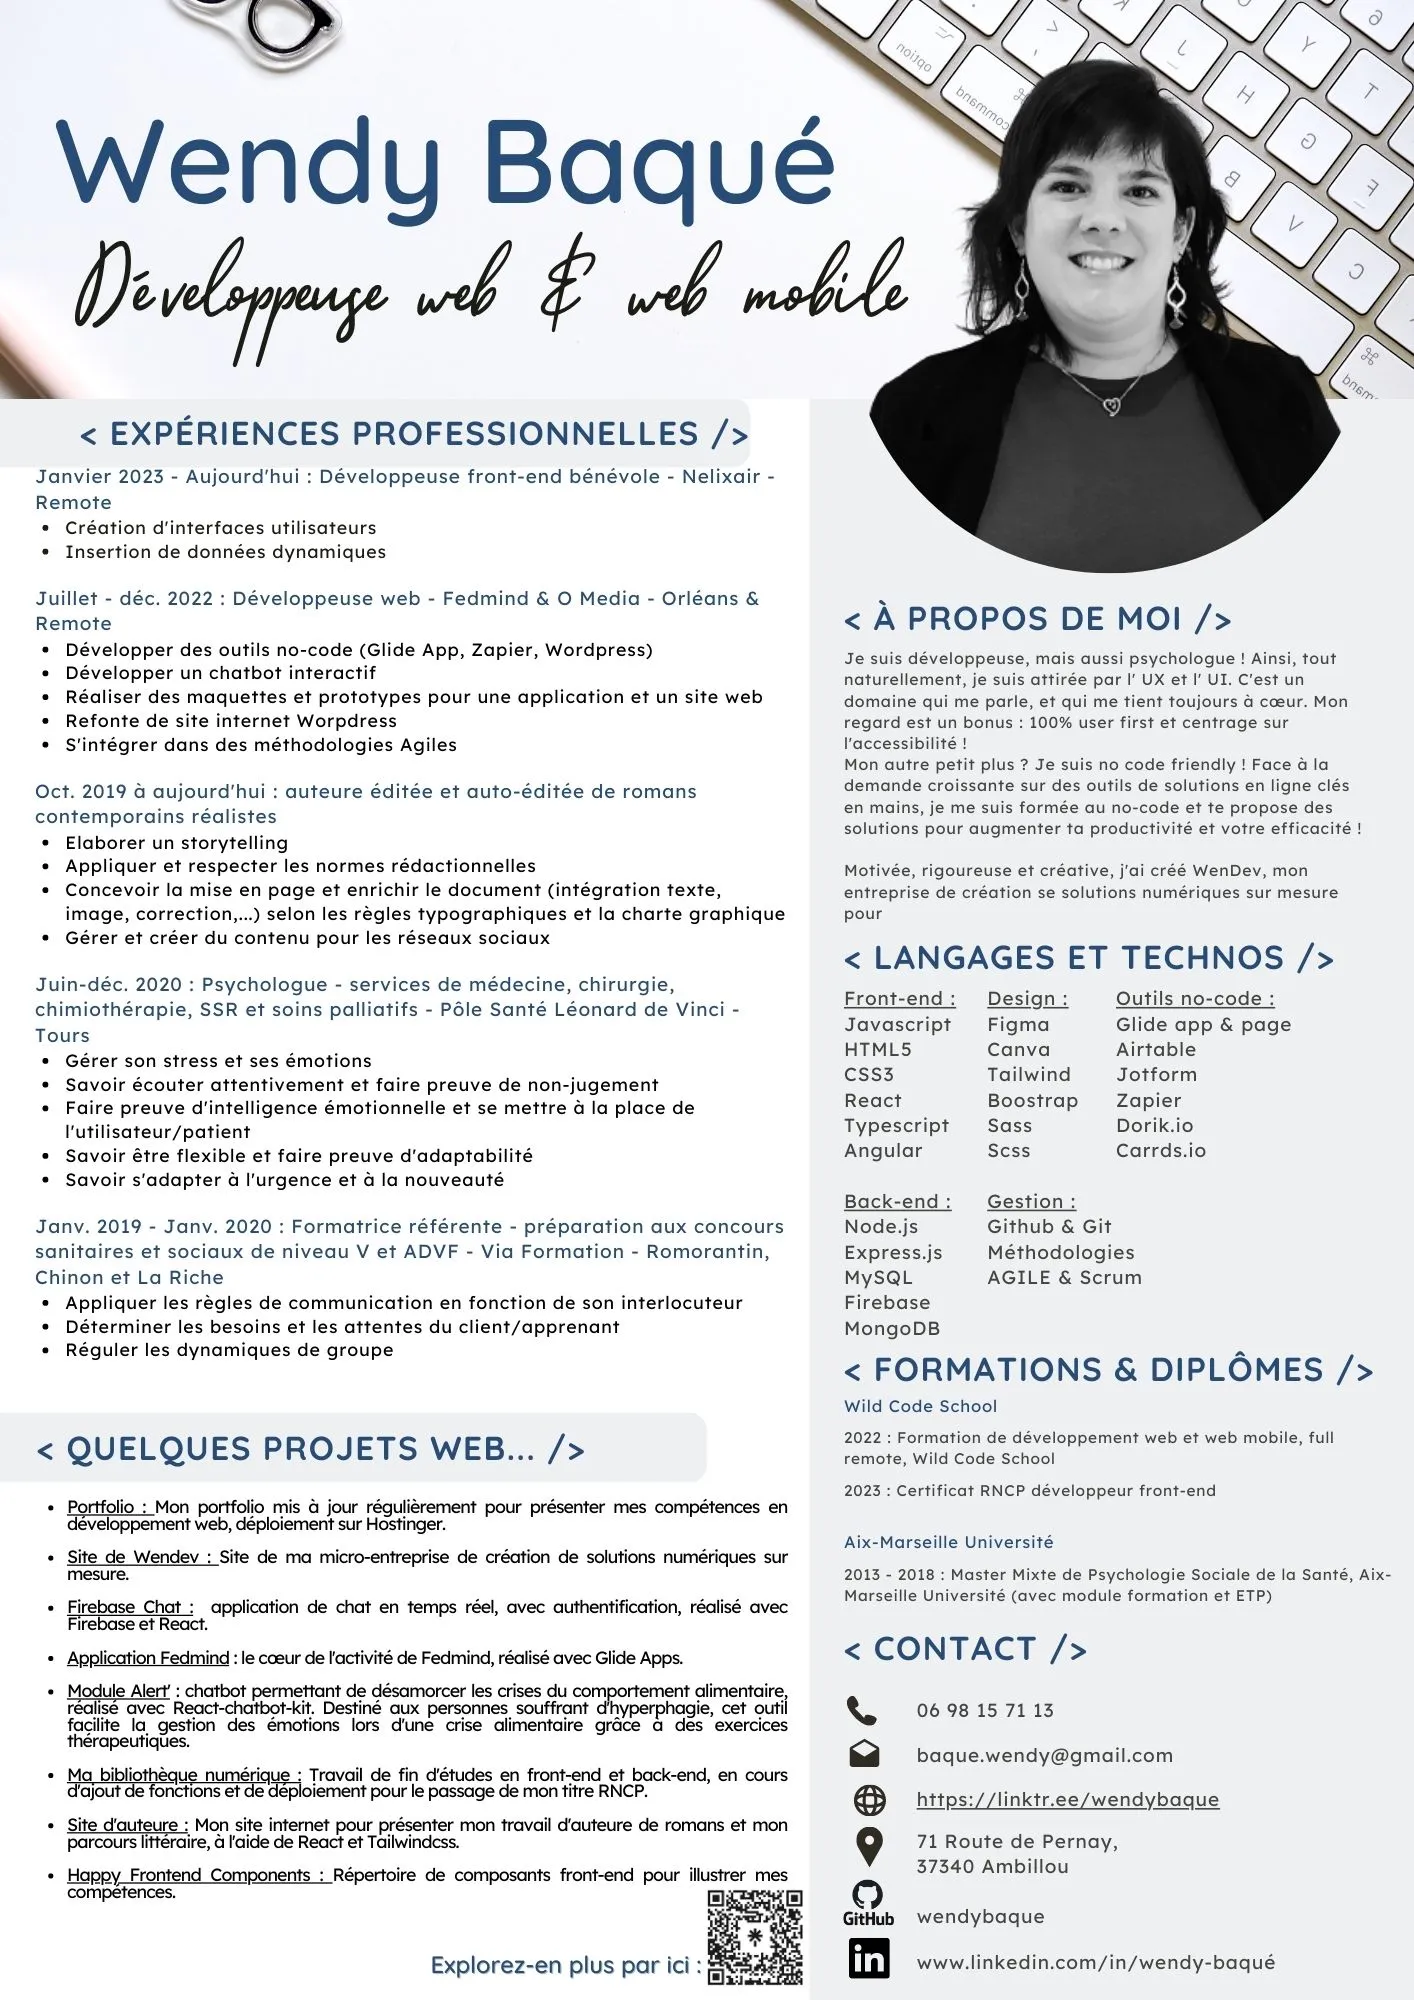 Wendy Baqué
Développeuse web & web mobile
< EXPÉRIENCES PROFESSIONNELLES />
Janvier 2023 - Aujourd'hui : Développeuse front-end bénévole - Nelixair -
Remote
• Création d'interfaces utilisateurs
• Insertion de données dynamiques
Juillet - déc. 2022 : Développeuse web - Fedmind & O Media - Orléans &
Remote
• Développer des outils no-code (Glide App, Zapier, Wordpress)
• Développer un chatbot interactif
• Réaliser des maquettes et prototypes pour une application et un site web
• Refonte de site internet Worpdress
• S'intégrer dans des méthodologies Agiles
Oct. 2019 à aujourd'hui : auteure éditée et auto-éditée de romans
contemporains réalistes
• Elaborer un storytelling
• Appliquer et respecter les normes rédactionnelles
• Concevoir la mise en page et enrichir le document (intégration texte,
image, correction,...) selon les règles typographiques et la charte graphique
• Gérer et créer du contenu pour les réseaux sociaux
Juin-déc. 2020 : Psychologue - services de médecine, chirurgie,
chimiothérapie, SSR et soins palliatifs - Pôle Santé Léonard de Vinci -
Tours
• Gérer son stress et ses émotions
• Savoir écouter attentivement et faire preuve de non-jugement
• Faire preuve d'intelligence émotionnelle et se mettre à la place de
l'utilisateur/patient
• Savoir être flexible et faire preuve d'adaptabilité
• Savoir s'adapter à l'urgence et à la nouveauté
Janv. 2019 - Janv. 2020 : Formatrice référente - préparation aux concours
sanitaires et sociaux de niveau V et ADVF - Via Formation - Romorantin,
Chinon et La Riche
• Appliquer les règles de communication en fonction de son interlocuteur
• Déterminer les besoins et les attentes du client/apprenant
• Réguler les dynamiques de groupe
< QUELQUES PROJETS WEB... />
• Portfolio : Mon portfolio mis à jour régulièrement pour présenter mes compétences en
développement web, déploiement sur Hostinger.
• Site de Wendev : Site de ma micro-entreprise de création de solutions numériques sur
mesure.
• Firebase Chat : application de chat en temps réel, avec authentification, réalisé avec
Firebase et React.
• Application Fedmind : le cœur de l'activité de Fedmind, réalisé avec Glide Apps.
• Module Alert' : chatbot permettant de désamorcer les crises du comportement alimentaire,
réalisé avec React-chatbot-kit. Destiné aux personnes souffrant d'hyperphagie, cet outil
facilite la gestion des émotions lors d'une crise alimentaire grâce à des exercices
thérapeutiques.
• Ma bibliothèque numérique : Travail de fin d'études en front-end et back-end, en cours
d'ajout de fonctions et de déploiement pour le passage de mon titre RNCP.
• Site d'auteure : Mon site internet pour présenter mon travail d'auteure de romans et mon
parcours littéraire, à l'aide de React et Tailwindcss.
• Happy Frontend Components : Répertoire de composants front-end pour illustrer mes
compétences.
Explorez-en plus par ici :
< À PROPOS DE MOI />
Je suis développeuse, mais aussi psychologue ! Ainsi, tout
naturellement, je suis attirée par l' UX et l' UI. C'est un
domaine qui me parle, et qui me tient toujours à cœur. Mon
regard est un bonus : 100% user first et centrage sur
l'accessibilité !
Mon autre petit plus ? Je suis no code friendly ! Face à la
demande croissante sur des outils de solutions en ligne clés
en mains, je me suis formée au no-code et te propose des
solutions pour augmenter ta productivité et votre efficacité !
Motivée, rigoureuse et créative, j'ai créé WenDev, mon
entreprise de création se solutions numériques sur mesure
pour
< LANGAGES ET TECHNOS />
Front-end :
Javascript
HTML5
CSS3
React
Typescript
Angular
Design :
Figma
Canva
Tailwind
Boostrap
Sass
Scss
Outils no-code :
Glide app & page
Airtable
Jotform
Zapier
Dorik.io
Carrds.io
Back-end :
Node.js
Express.js
MySQL
Firebase
MongoDB
Gestion :
Github & Git
Méthodologies
AGILE & Scrum
< FORMATIONS & DIPLÔMES />
Wild Code School
2022 : Formation de développement web et web mobile, full
remote, Wild Code School
2023 : Certificat RNCP développeur front-end
Aix-Marseille Université
2013 - 2018 : Master Mixte de Psychologie Sociale de la Santé, Aix-
Marseille Université (avec module formation et ETP)
< CONTACT />
06 98 15 71 13
baque.wendy@gmail.com
https://linktr.ee/wendybaque
71 Route de Pernay,
37340 Ambillou
GitHub wendybaque
in www.linkedin.com/in/wendy-baqué